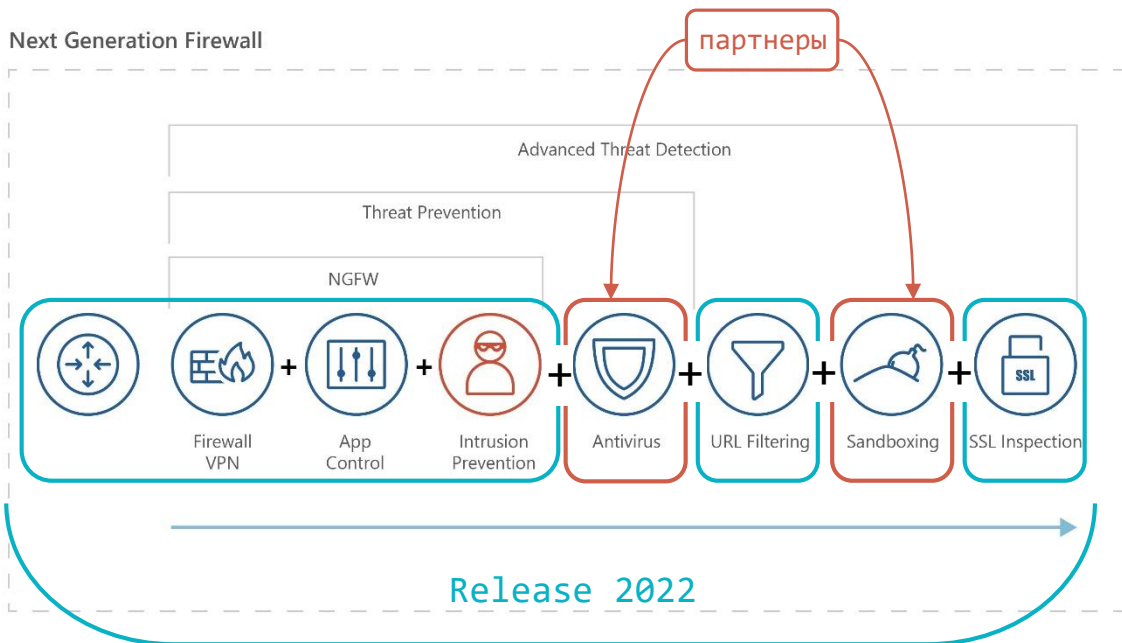 партнеры
Next Generation Firewall
Advanced Threat Detection
Threat Prevention
NGFW
+ + + + + + +
SSL
Firewall
VPN
App
Control
Intrusion
Prevention
Antivirus
URL Filtering
Sandboxing
SSL Inspection
Release 2022